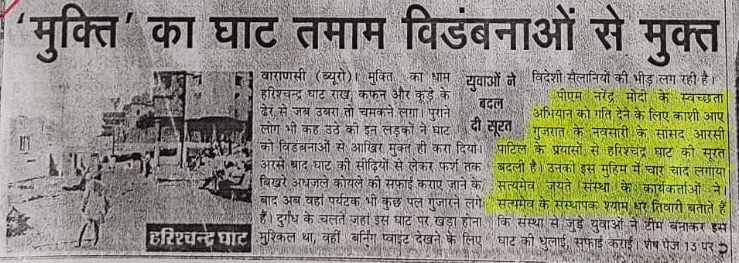 'मुक्ति' का घाट तमाम विडंबनाओं से मुक्त
वाराणसी (ब्यूरो)। मुक्ति का धाम
हरिश्चन्द्र घाट राख, कफन और कूड़े के
ढेर से जब उबरा तो चमकने लगा। पुराने
लोग भी कह उठे की इन लड़कों ने घाट
को विडंबनाओं से आखिर मुक्त ही करा दिया।
अरसे बाद घाट की सीढ़ियों से लेकर फर्श तक
बिखरे अधजले कोयले की सफाई कराए जाने के
बाद अब वहां पर्यटक भी कुछ पल गुजारने लगे
हैं। दुर्गंध के चलते जहां इस घाट पर खड़ा होना
मुश्किल था, वहीं बर्निंग प्वाइंट देखने के लिए
युवाओं ने
बदल
दी सूरत
विदेशी सैलानियों की भीड़ लग रही है।
पीएम नरेंद्र मोदी के स्वच्छता
अभियान को गति देने के लिए काशी आए
गुजरात के नवसारी के सांसद आरसी
पाटिल के प्रयासों से हरिश्चंद्र घाट की सूरत
बदली है। उनकी इस मुहिम में चार चांद लगाया
सत्यमेव जयते संस्था के कार्यकर्ताओं ने।
सत्यमेव के संस्थापक श्याम धर तिवारी बताते हैं
कि संस्था से जुड़े युवाओं ने टीम बनाकर इस
घाट की धुलाई, सफाई कराई। शेष पेज 13 पर
हरिश्चन्द्र घाट